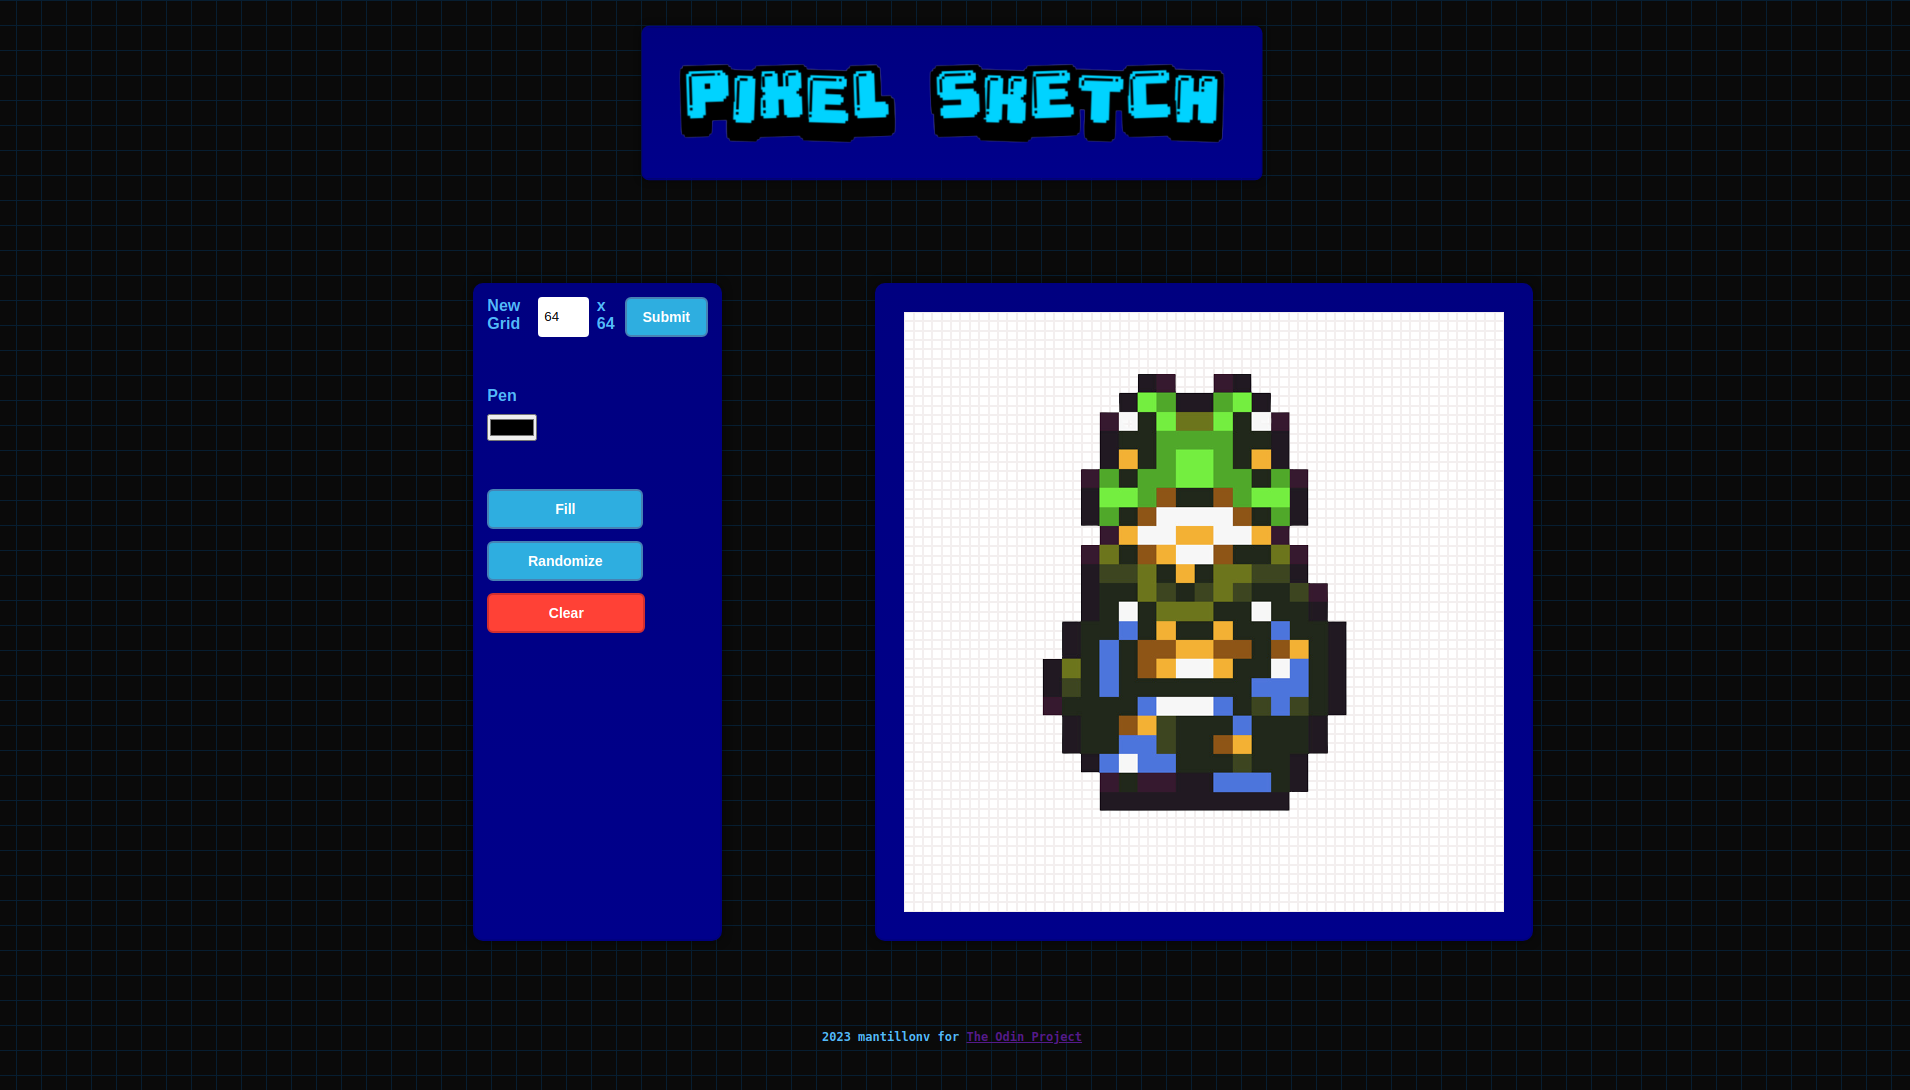 PIXEL SKETCH
New Grid 64 x 64 Submit
Pen
Fill
Randomize
Clear
2023 mantillonv for The Odin Project